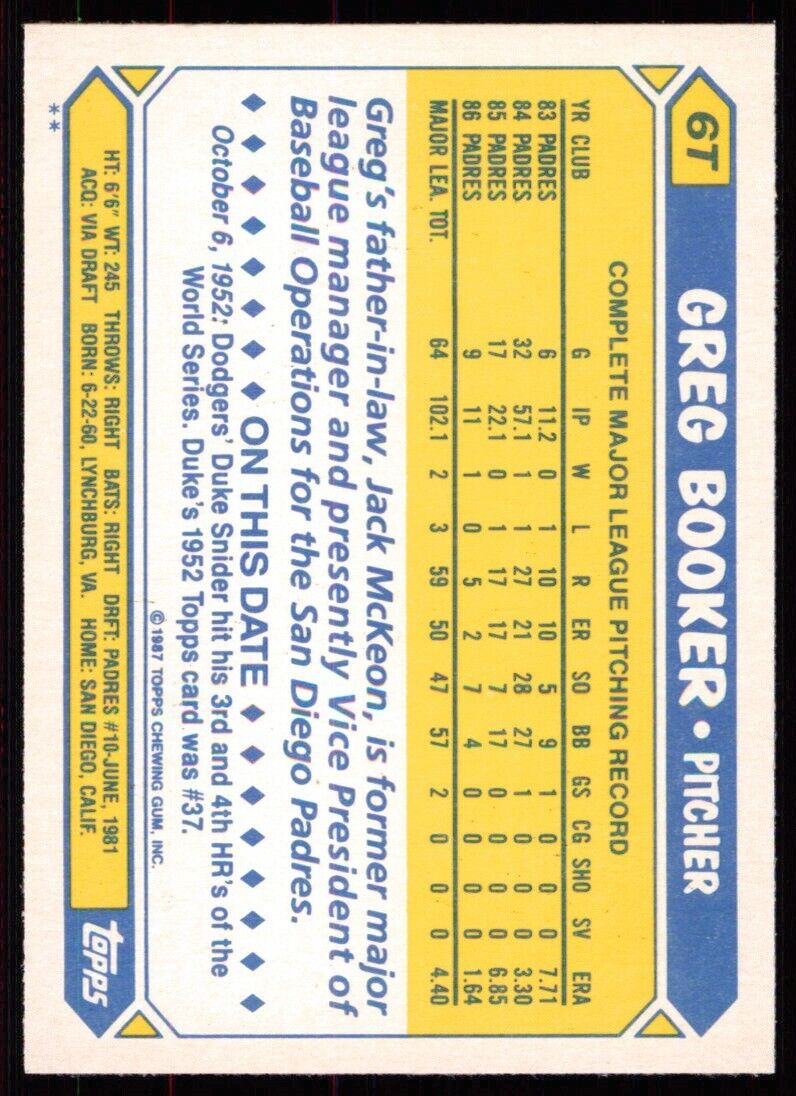 6T
GREG BOOKER • PITCHER
COMPLETE MAJOR LEAGUE PITCHING RECORD
YR CLUB G IP W L R ER SO BB GS CG SHO SV ERA
83 PADRES 6 11.2 0 1 10 10 5 9 1 0 0 0 7.71
84 PADRES 32 57.1 1 1 27 21 28 27 1 0 0 0 3.30
85 PADRES 17 22.1 0 1 17 17 7 17 0 0 0 0 6.85
86 PADRES 9 11 1 0 5 2 7 4 0 0 0 0 1.64
MAJOR LEA. TOT. 64 102.1 2 3 59 50 47 57 2 0 0 0 4.40
Greg's father-in-law, Jack McKeon, is former major
league manager and presently Vice President of
Baseball Operations for the San Diego Padres.
ON THIS DATE
October 6, 1952: Dodgers' Duke Snider hit his 3rd and 4th HR's of the
World Series. Duke's 1952 Topps card was #37.
© 1987 TOPPS CHEWING GUM, INC.
HT: 6'6" WT: 245 THROWS: RIGHT BATS: RIGHT DRFT: PADRES #10-JUNE, 1981
ACQ: VIA DRAFT BORN: 6-22-60, LYNCHBURG, VA. HOME: SAN DIEGO, CALIF.
topps
**